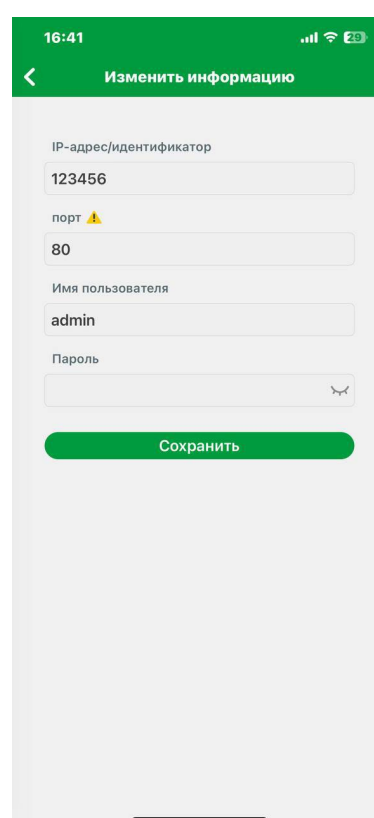 16:41
29
Изменить информацию
IP-адрес/идентификатор
123456
порт
80
Имя пользователя
admin
Пароль
Сохранить